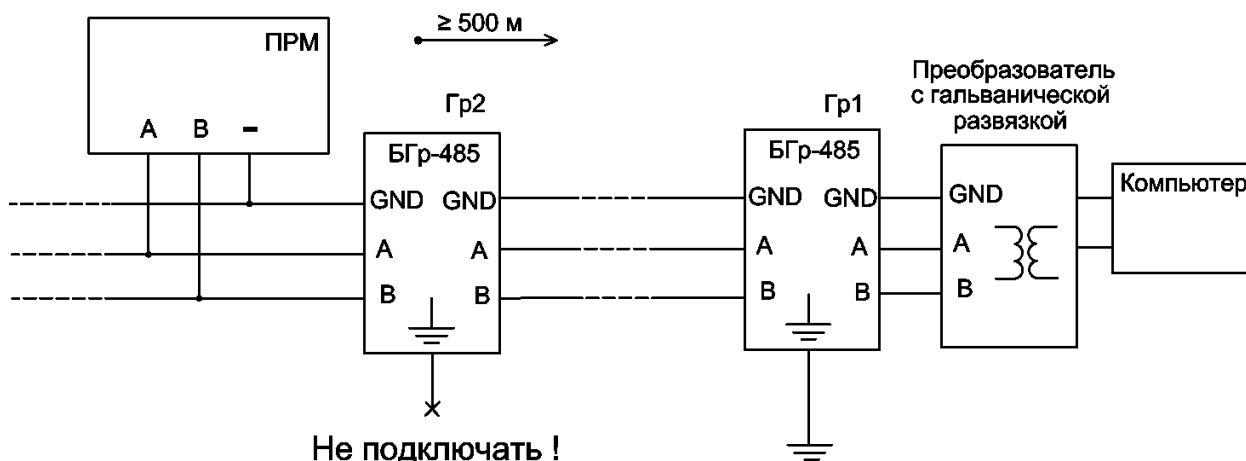 ПРМ
A B -
≥ 500 м
Гр2
БГр-485
GND GND
A A
B B
Не подключать !
Гр1
БГр-485
GND GND
A A
B B
Преобразователь
с гальванической
развязкой
GND
A
B
Компьютер